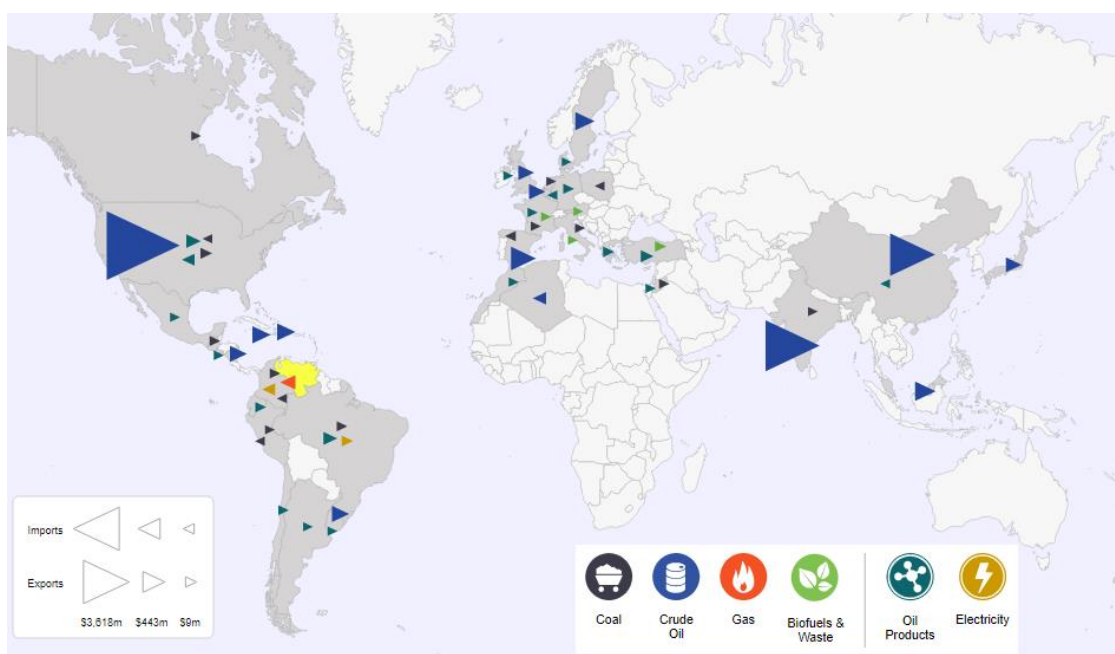 Imports
Exports
$3,618m $443m $9m
Coal
Crude
Oil
Gas
Biofuels &
Waste
Oil
Products
Electricity